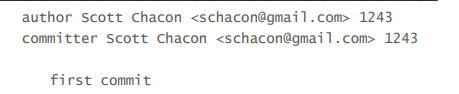 author Scott Chacon <schacon@gmail.com> 1243
committer Scott Chacon <schacon@gmail.com> 1243
first commit